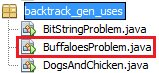 backtrack_gen_uses
BitStringProblem.java
BuffaloesProblem.java
DogsAndChicken.java